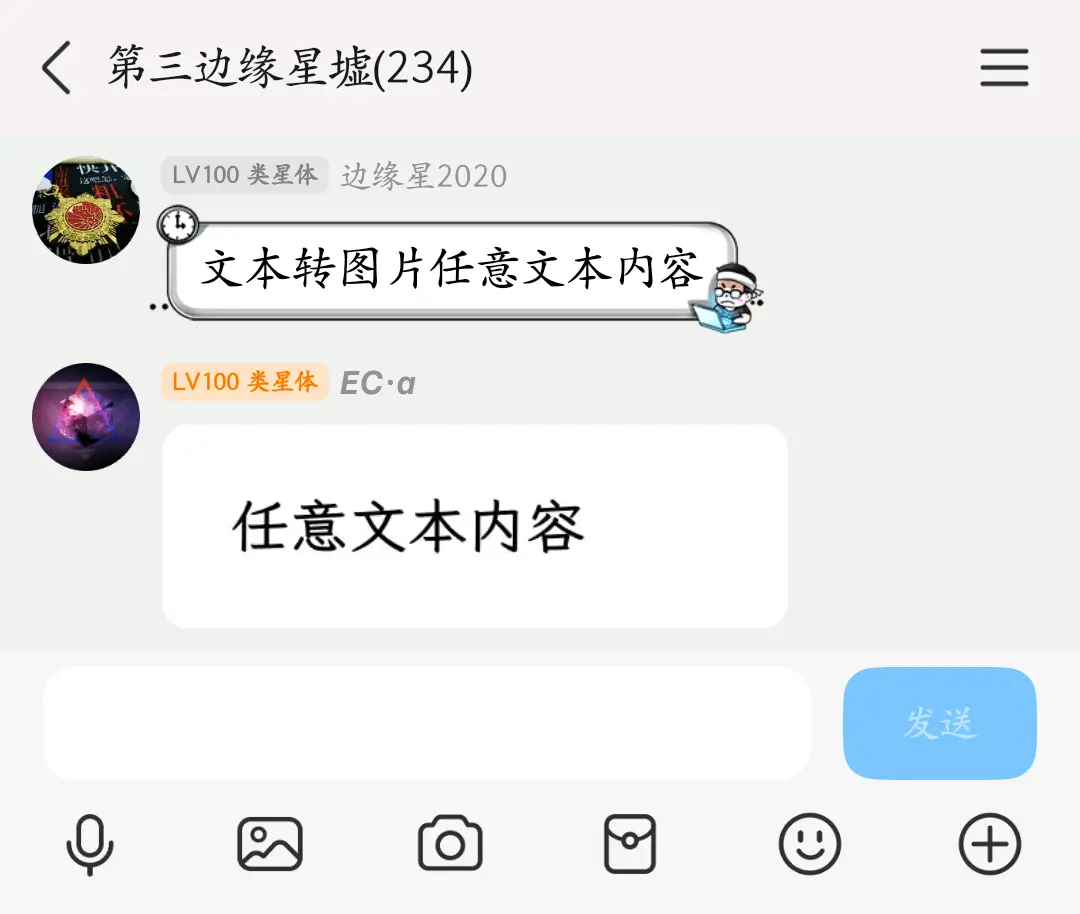 第三边缘星墟(234)
LV100 类星体 边缘星2020
文本转图片任意文本内容
LV100 类星体 EC·a
任意文本内容
发送